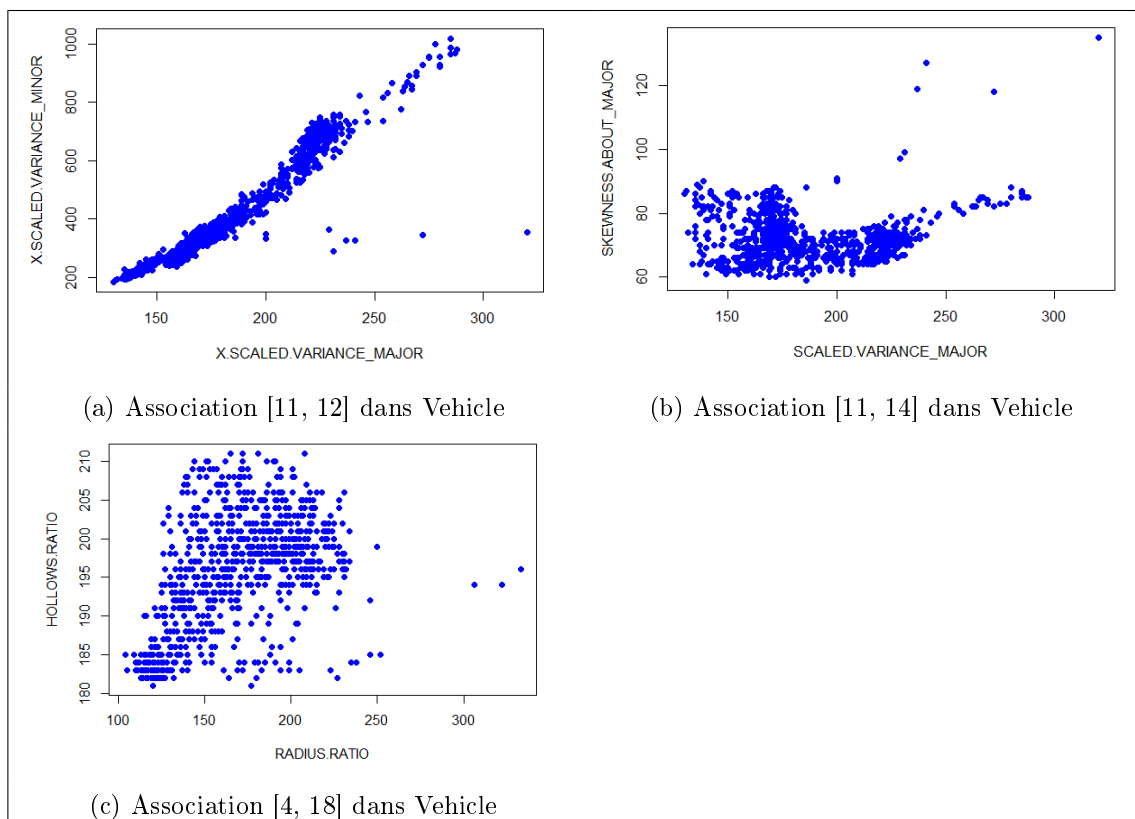 1000
800
600
400
200
X.SCALED.VARIANCE_MINOR
150 200 250 300
X.SCALED.VARIANCE_MAJOR
(a) Association [11, 12] dans Vehicle
120
100
80
60
SKEWNESS.ABOUT_MAJOR
150 200 250 300
SCALED.VARIANCE_MAJOR
(b) Association [11, 14] dans Vehicle
210
205
200
195
190
185
180
HOLLOWS.RATIO
100 150 200 250 300
RADIUS.RATIO
(c) Association [4, 18] dans Vehicle